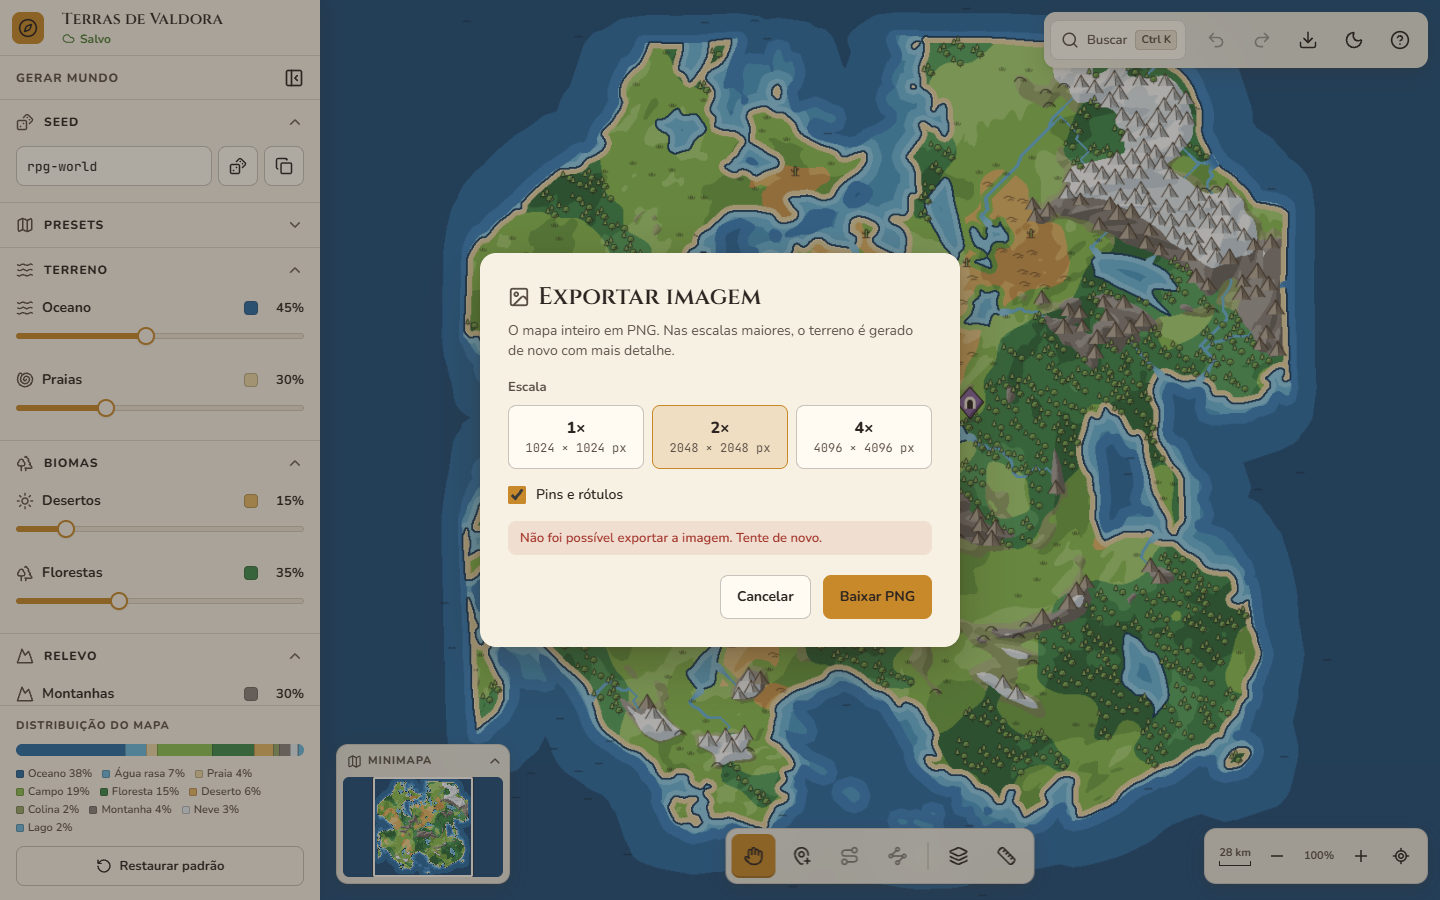 Terras de Valdora
Salvo
GERAR MUNDO
SEED
rpg-world
PRESETS
TERRENO
Oceano 45%
Praias 30%
BIOMAS
Desertos 15%
Florestas 35%
RELEVO
Montanhas 30%
DISTRIBUIÇÃO DO MAPA
Oceano 38% Água rasa 7% Praia 4%
Campo 19% Floresta 15% Deserto 6%
Colina 2% Montanha 4% Neve 3%
Lago 2%
Restaurar padrão
Buscar Ctrl K
Exportar imagem
O mapa inteiro em PNG. Nas escalas maiores, o terreno é gerado
de novo com mais detalhe.
Escala
1× 2× 4×
1024 × 1024 px 2048 × 2048 px 4096 × 4096 px
Pins e rótulos
Não foi possível exportar a imagem. Tente de novo.
Cancelar Baixar PNG
MINIMAPA
28 km 100%